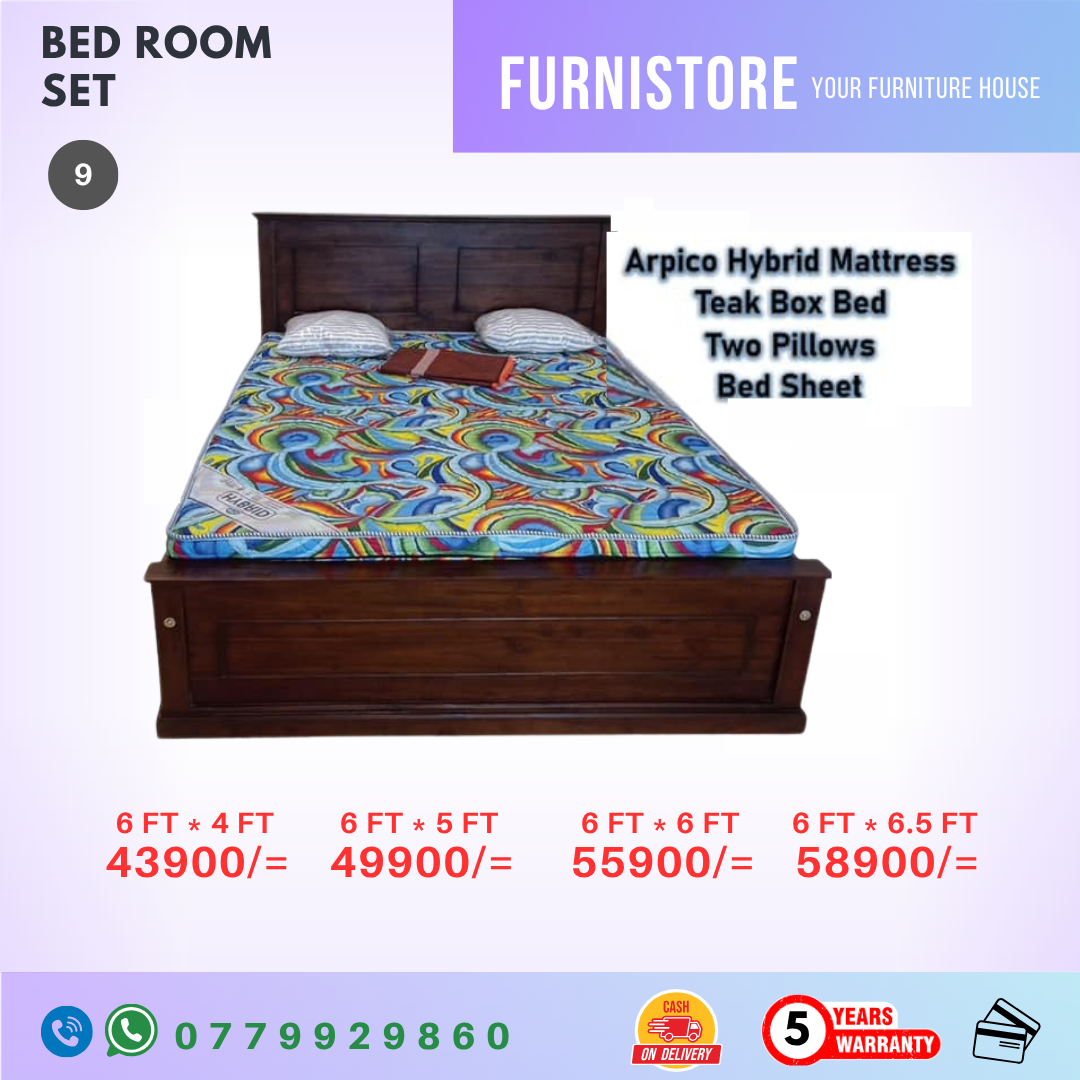 BED ROOM
SET
FURNISTORE YOUR FURNITURE HOUSE
9
Arpico Hybrid Mattress
Teak Box Bed
Two Pillows
Bed Sheet
HABHID
6 FT * 4 FT
43900/=
6 FT * 5 FT
49900/=
6 FT * 6 FT
55900/=
6 FT * 6.5 FT
58900/=
0779929860
CASH
ON DELIVERY
5 YEARS
WARRANTY